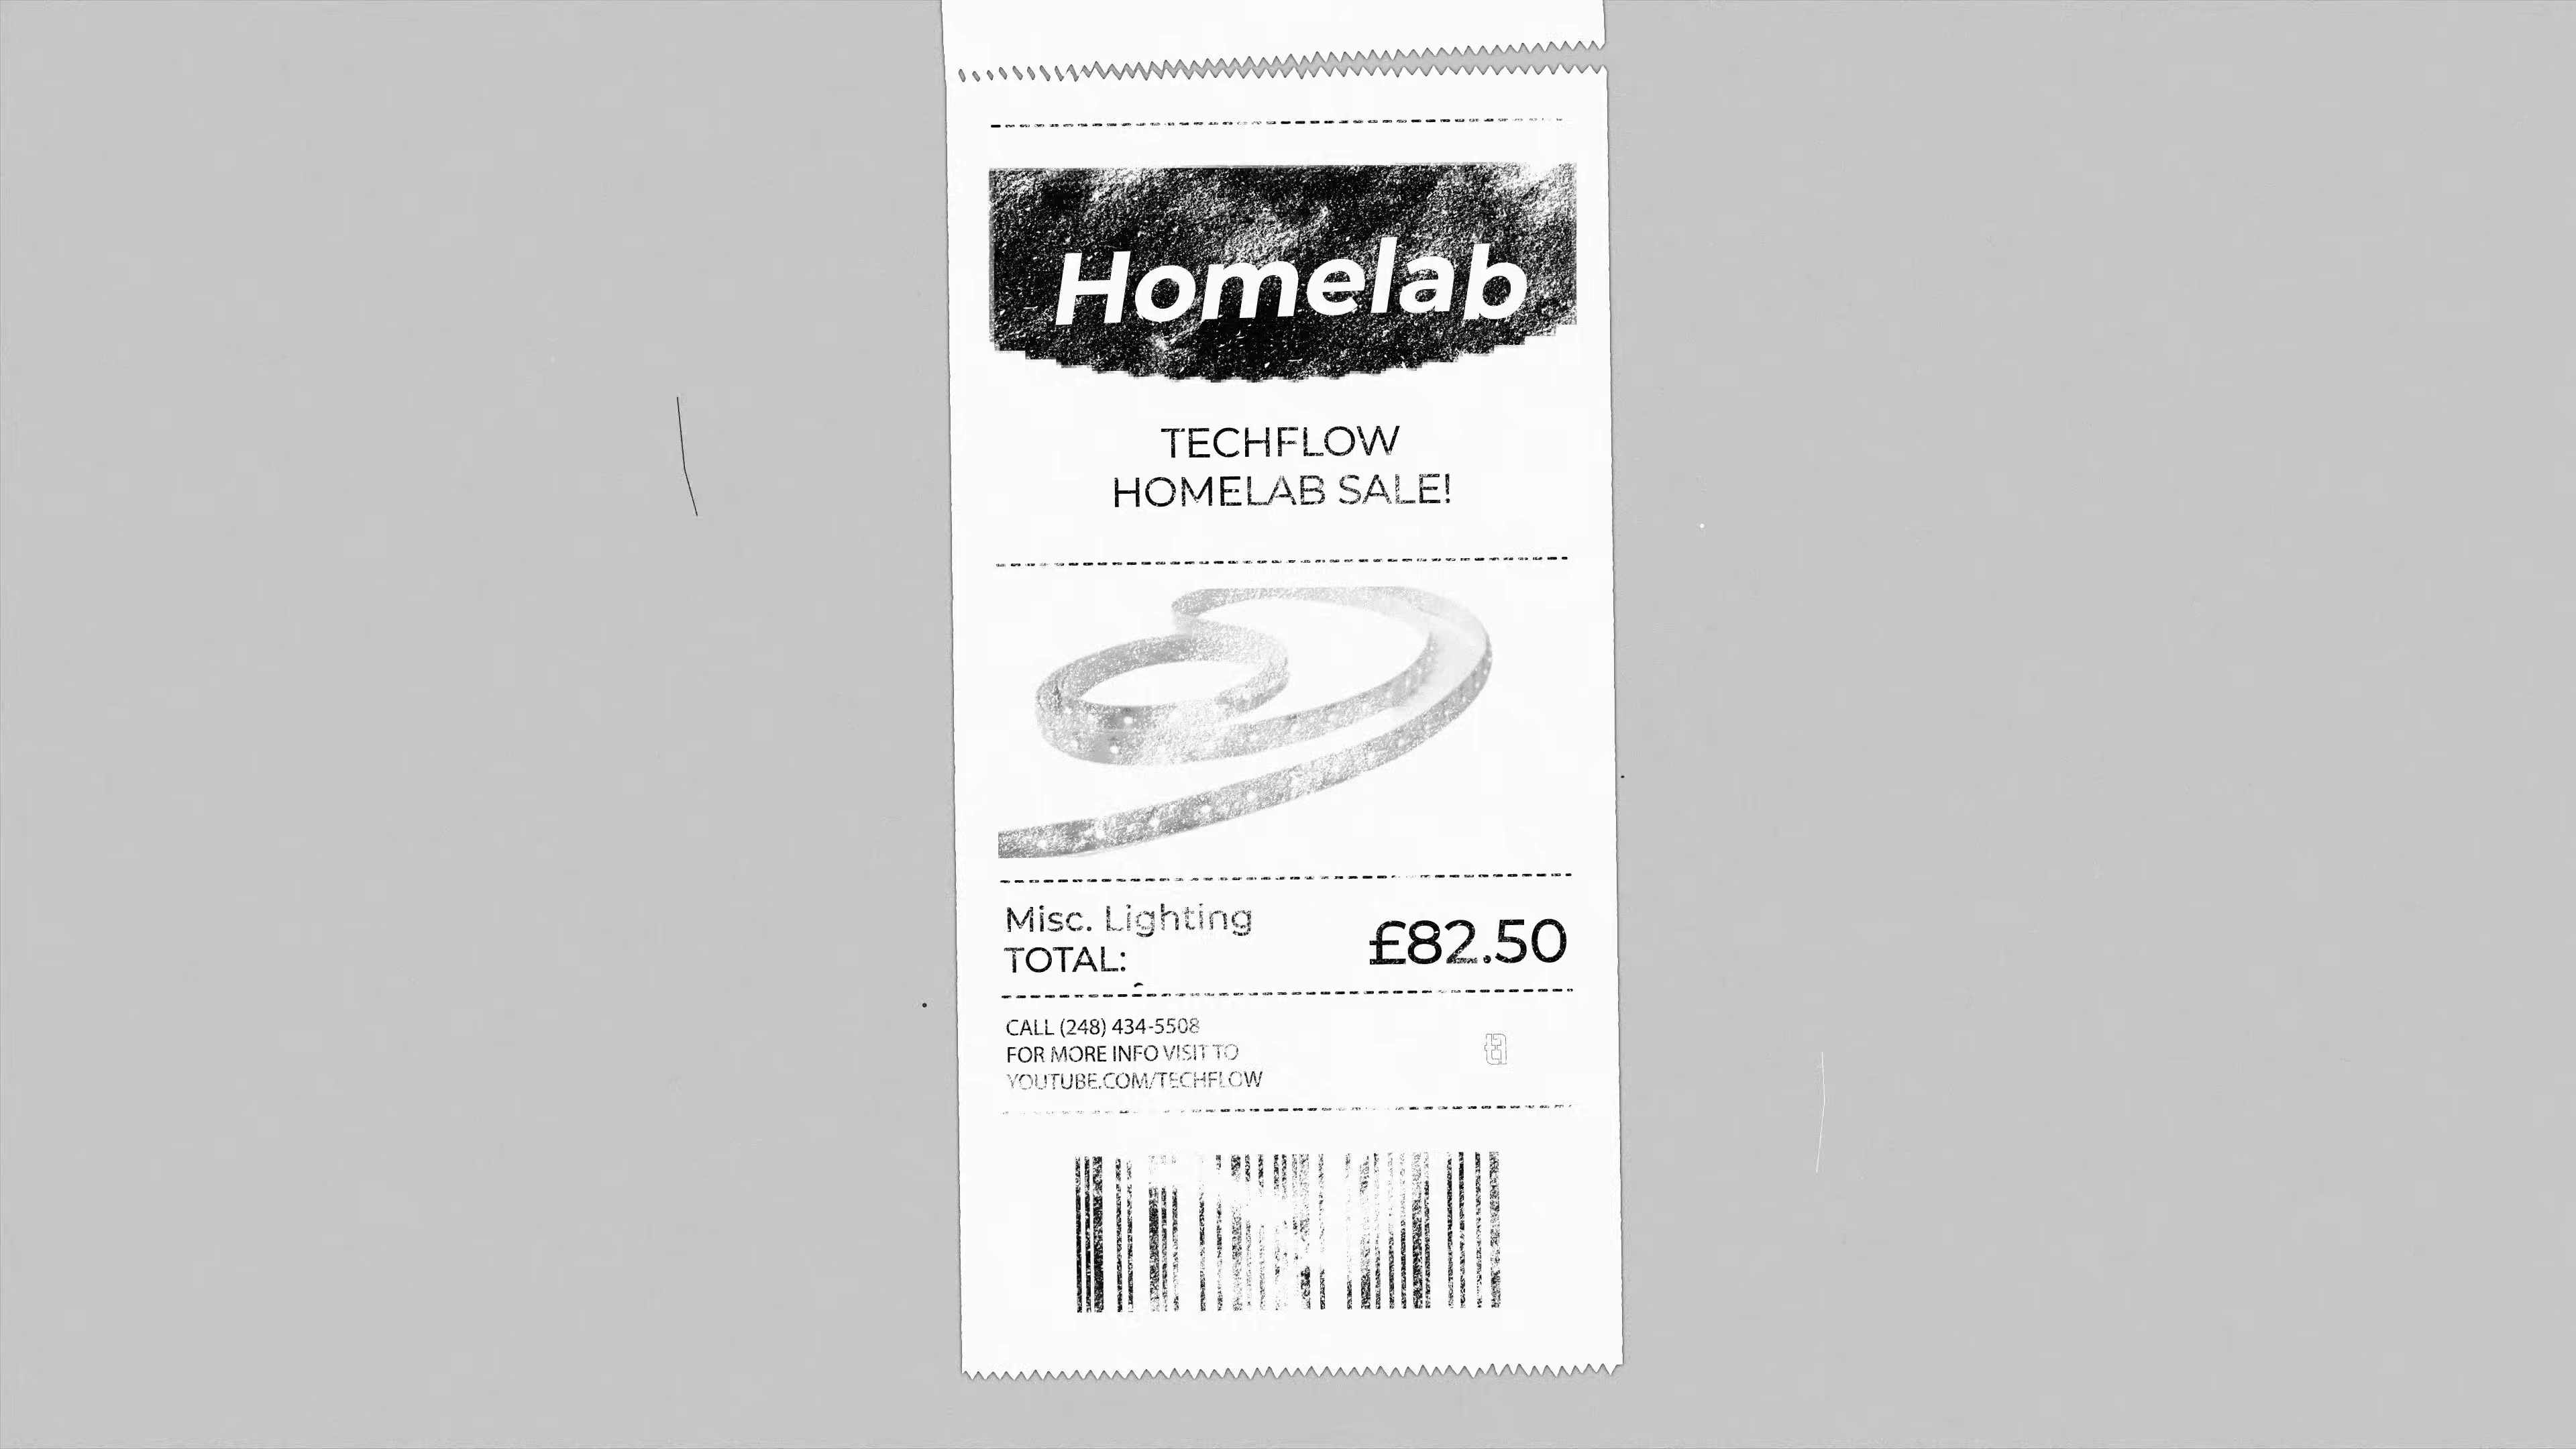 Homelab
TECHFLOW
HOMELAB SALE!
Misc. Lighting
TOTAL:
£82.50
CALL (248) 434-5508
FOR MORE INFO VISIT TO
YOUTUBE.COM/TECHFLOW